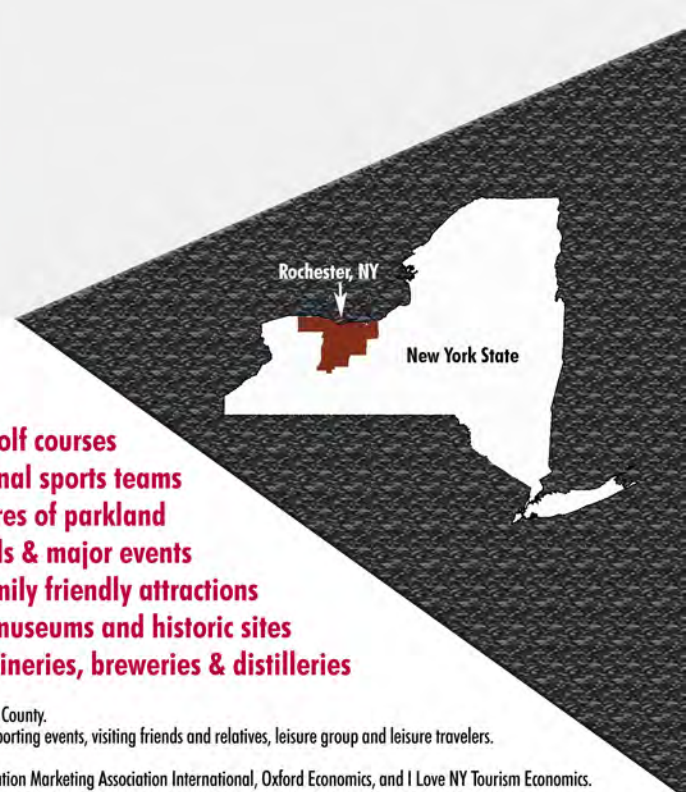 Rochester, NY
New York State
olf courses
nal sports teams
res of parkland
ls & major events
mily friendly attractions
museums and historic sites
ineries, breweries & distilleries
County.
porting events, visiting friends and relatives, leisure group and leisure travelers.
ation Marketing Association International, Oxford Economics, and I Love NY Tourism Economics.